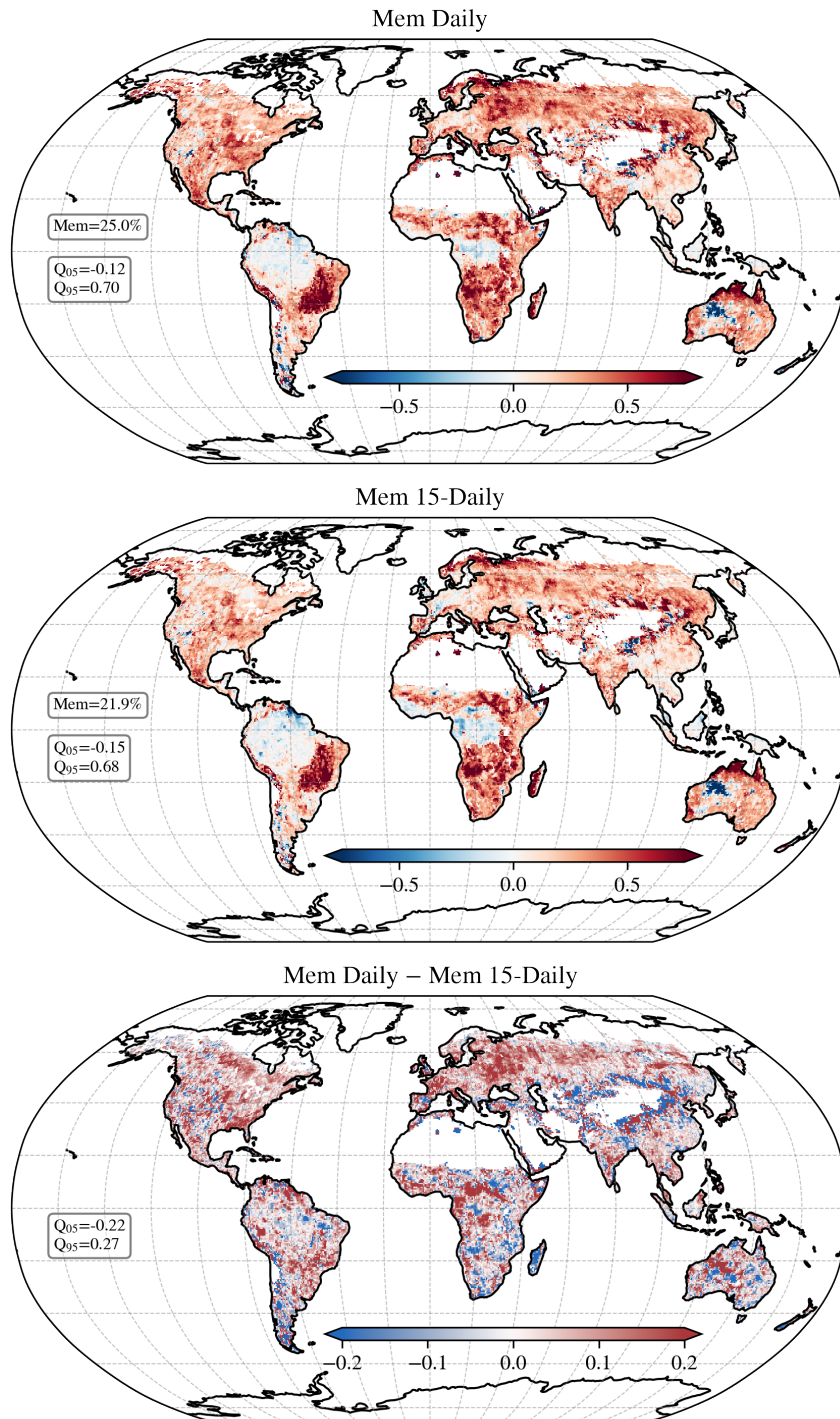 Mem Daily
Mem=25.0%
Q05=-0.12
Q95=0.70
−0.5 0.0 0.5
Mem 15-Daily
Mem=21.9%
Q05=-0.15
Q95=0.68
−0.5 0.0 0.5
Mem Daily − Mem 15-Daily
Q05=-0.22
Q95=0.27
−0.2 −0.1 0.0 0.1 0.2